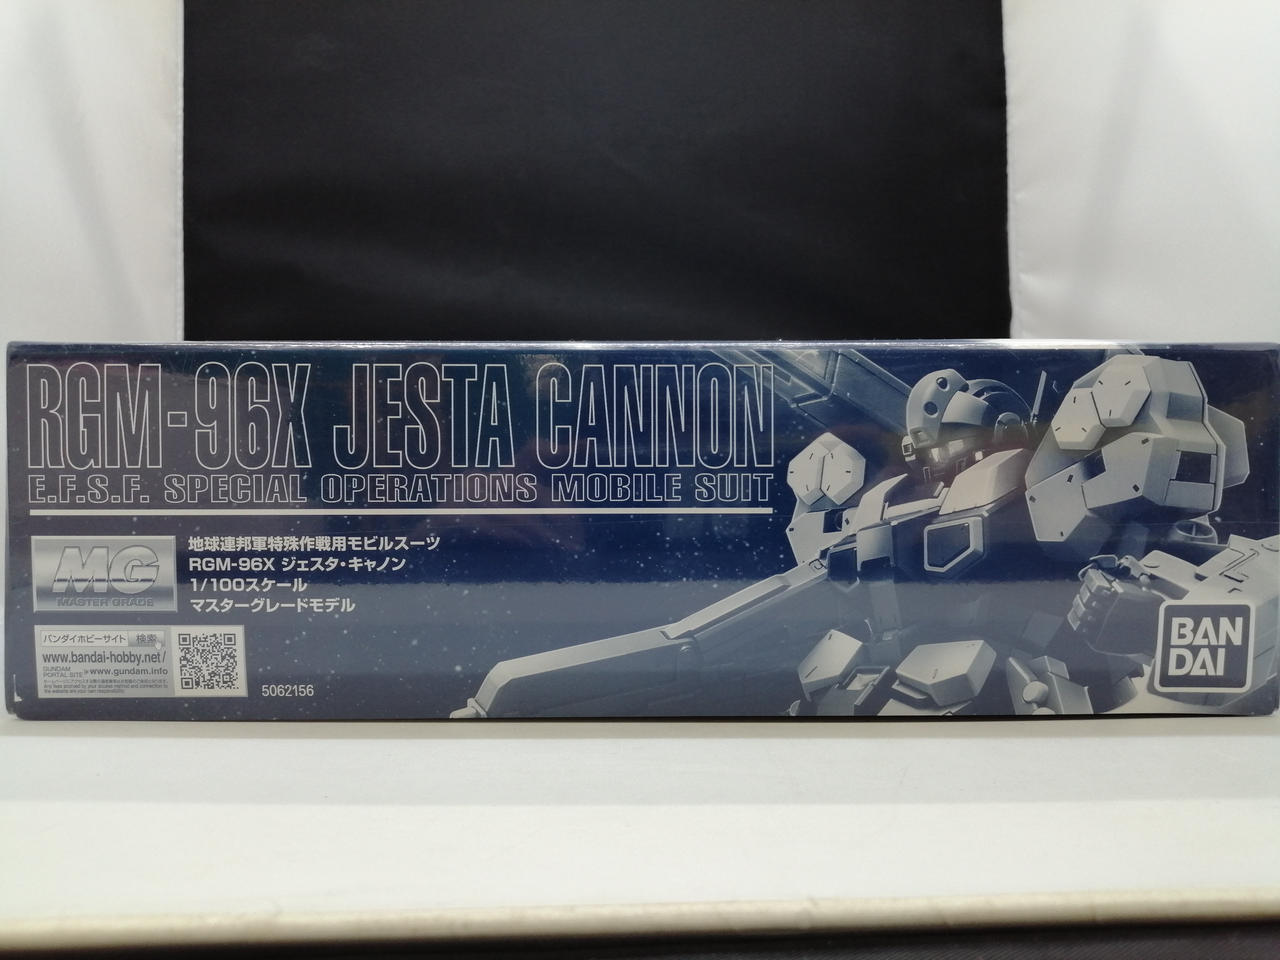 RGM-96X JESTA CANNON
E.F.S.F. SPECIAL OPERATIONS MOBILE SUIT
MG
MASTER GRADE
地球連邦軍特殊作戦用モビルスーツ
RGM-96X ジェスタ・キャノン
1/100スケール
マスターグレードモデル
バンダイホビーサイト 検索
www.bandai-hobby.net/
GUNDAM
PORTAL SITE www.gundam.info
5062156
BAN
DAI